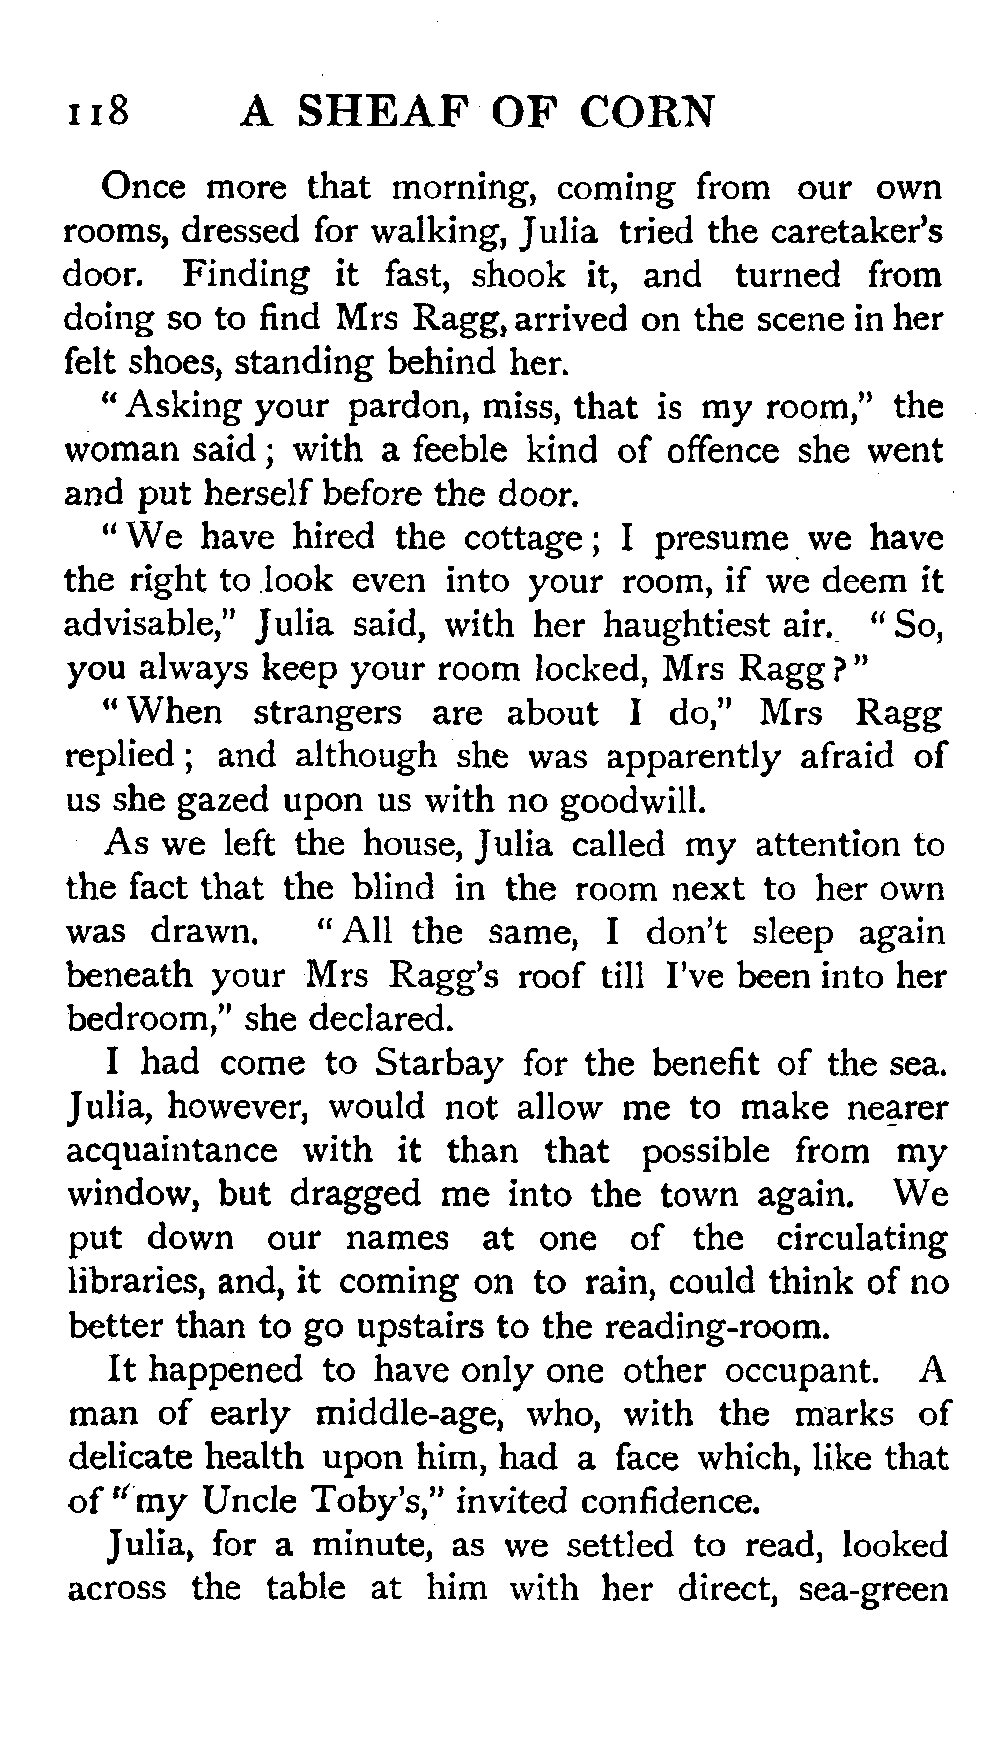 118 A SHEAF OF CORN
Once more that morning, coming from our own
rooms, dressed for walking, Julia tried the caretaker's
door. Finding it fast, shook it, and turned from
doing so to find Mrs Ragg, arrived on the scene in her
felt shoes, standing behind her.
"Asking your pardon, miss, that is my room," the
woman said; with a feeble kind of offence she went
and put herself before the door.
"We have hired the cottage; I presume we have
the right to look even into your room, if we deem it
advisable," Julia said, with her haughtiest air. "So,
you always keep your room locked, Mrs Ragg?"
"When strangers are about I do," Mrs Ragg
replied; and although she was apparently afraid of
us she gazed upon us with no goodwill.
As we left the house, Julia called my attention to
the fact that the blind in the room next to her own
was drawn. "All the same, I don't sleep again
beneath your Mrs Ragg's roof till I've been into her
bedroom," she declared.
I had come to Starbay for the benefit of the sea.
Julia, however, would not allow me to make nearer
acquaintance with it than that possible from my
window, but dragged me into the town again. We
put down our names at one of the circulating
libraries, and, it coming on to rain, could think of no
better than to go upstairs to the reading-room.
It happened to have only one other occupant. A
man of early middle-age, who, with the marks of
delicate health upon him, had a face which, like that
of "my Uncle Toby's," invited confidence.
Julia, for a minute, as we settled to read, looked
across the table at him with her direct, sea-green